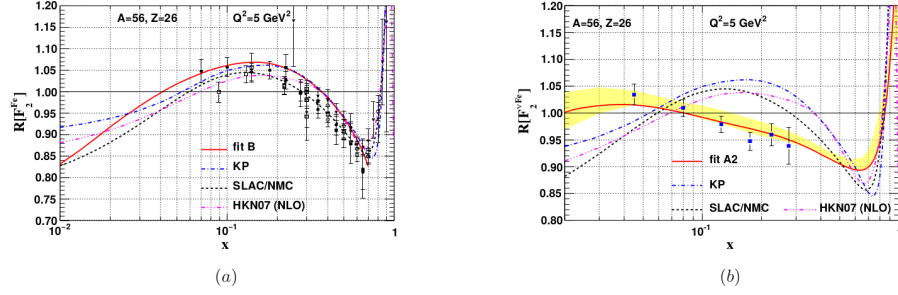 A=56, Z=26 Q²=5 GeV²
R[F₂^Fe]
1.20
1.15
1.10
1.05
1.00
0.95
0.90
0.85
0.80
0.75
0.70
fit B
KP
SLAC/NMC
HKN07 (NLO)
10⁻² 10⁻¹ 1
x
(a)
A=56, Z=26 Q²=5 GeV²
R[F₂^νFe]
1.20
1.15
1.10
1.05
1.00
0.95
0.90
0.85
0.80
fit A2
KP
SLAC/NMC HKN07 (NLO)
10⁻¹ 1
x
(b)